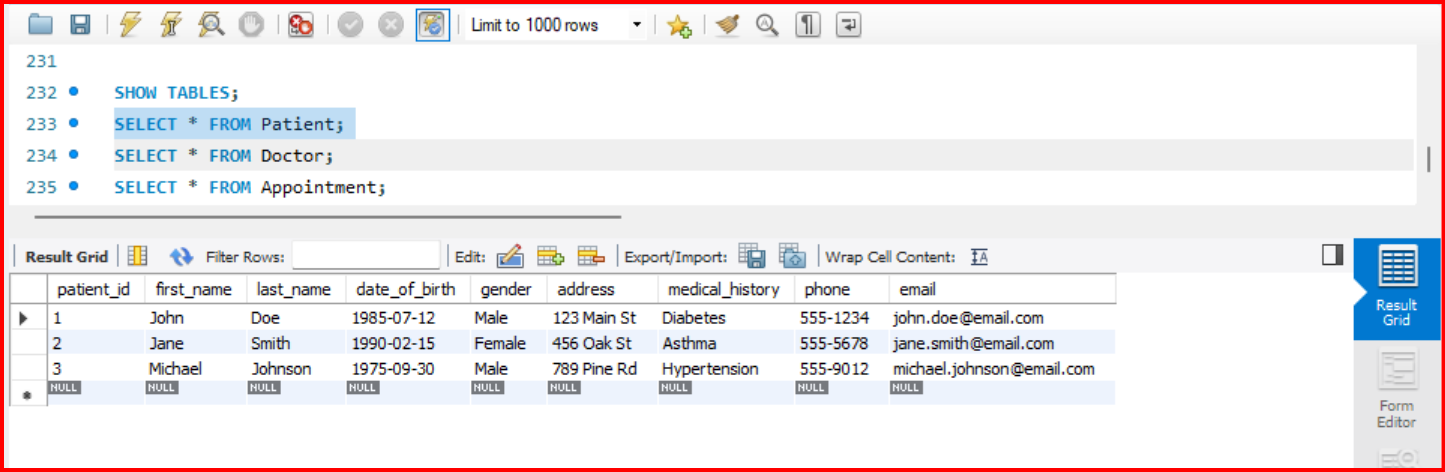 Limit to 1000 rows
231
232 SHOW TABLES;
233 SELECT * FROM Patient;
234 SELECT * FROM Doctor;
235 SELECT * FROM Appointment;
Result Grid Filter Rows: Edit: Export/Import: Wrap Cell Content: IA
patient_id first_name last_name date_of_birth gender address medical_history phone email
1 John Doe 1985-07-12 Male 123 Main St Diabetes 555-1234 john.doe@email.com
2 Jane Smith 1990-02-15 Female 456 Oak St Asthma 555-5678 jane.smith@email.com
3 Michael Johnson 1975-09-30 Male 789 Pine Rd Hypertension 555-9012 michael.johnson@email.com
NULL NULL NULL NULL NULL NULL NULL NULL NULL
Result
Grid
Form
Editor